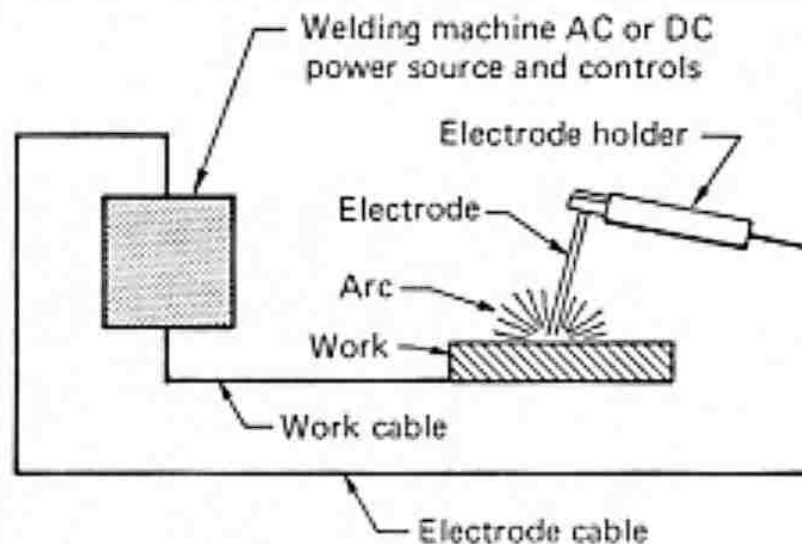 Welding machine AC or DC
power source and controls
Electrode holder
Electrode
Arc
Work
Work cable
Electrode cable